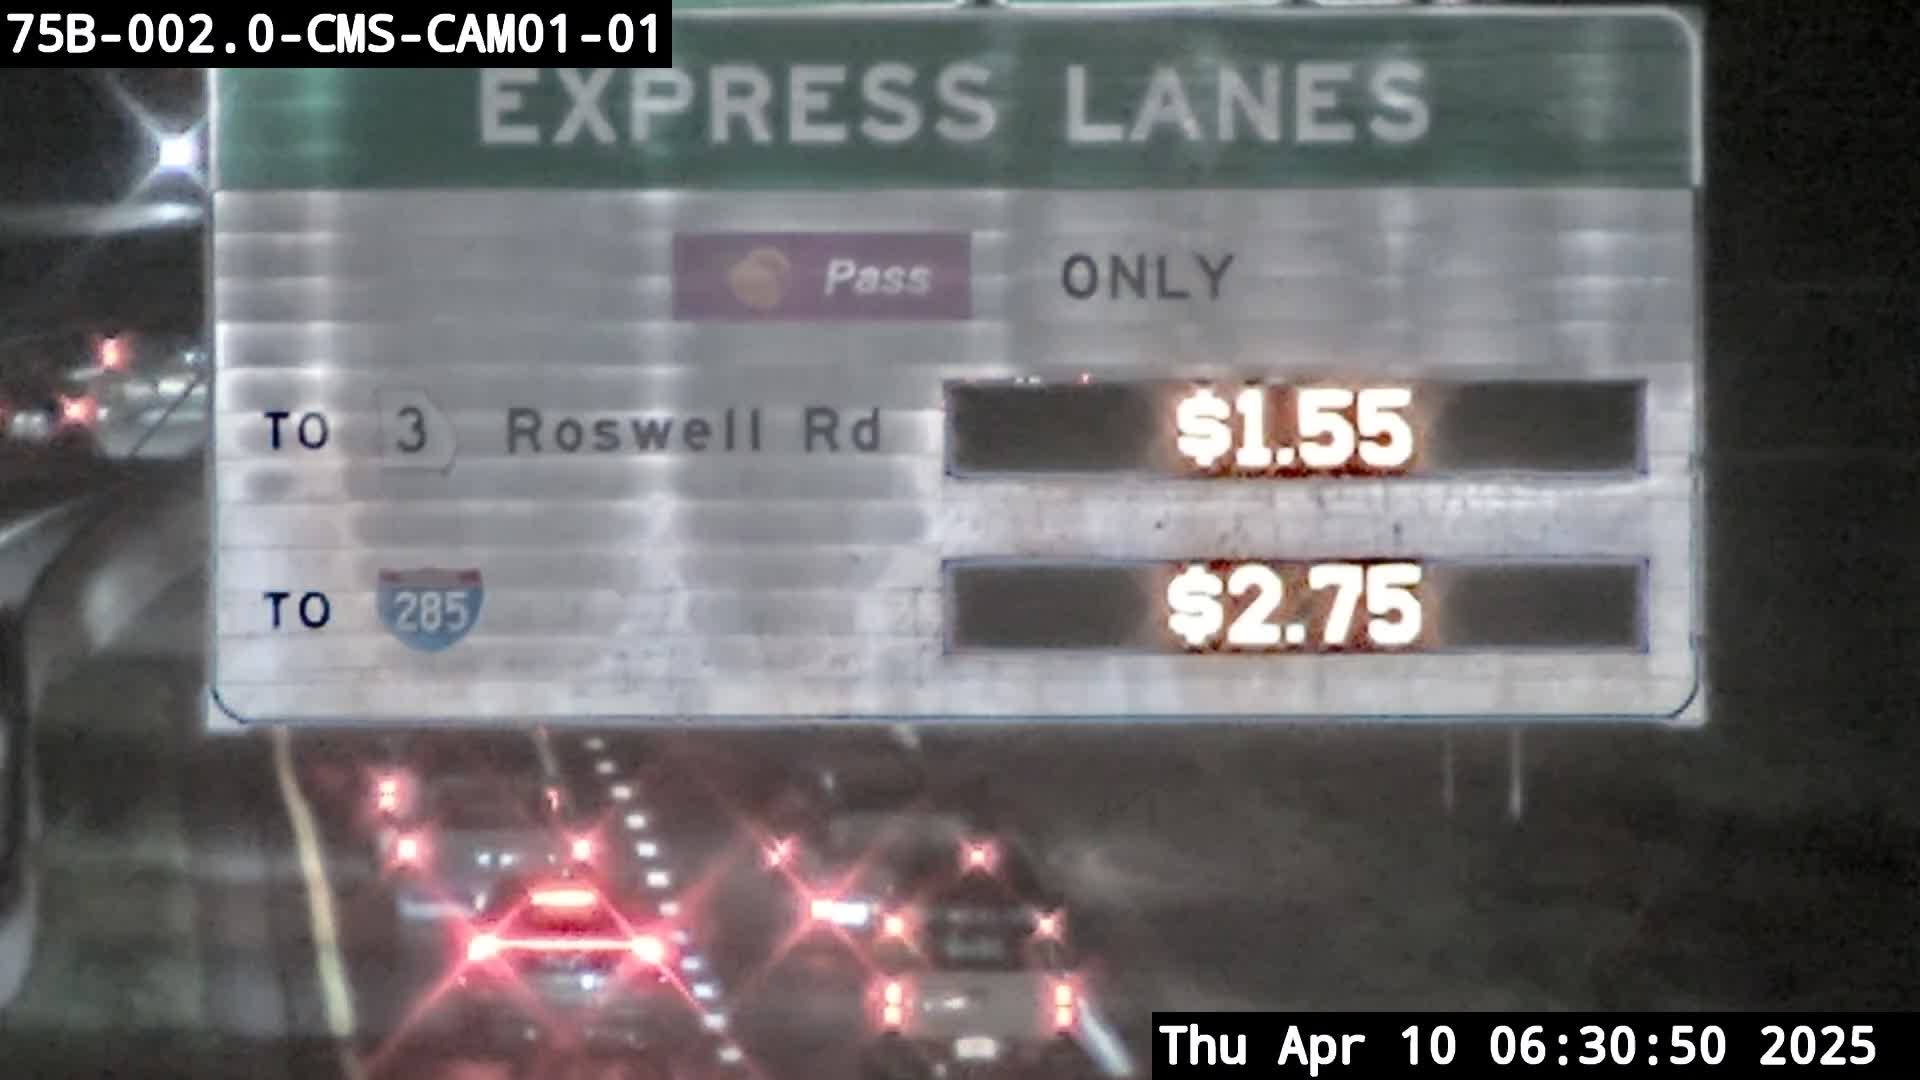 75B-002.0-CMS-CAM01-01
EXPRESS LANES
Pass ONLY
TO 3 Roswell Rd $1.55
TO 285 $2.75
Thu Apr 10 06:30:50 2025